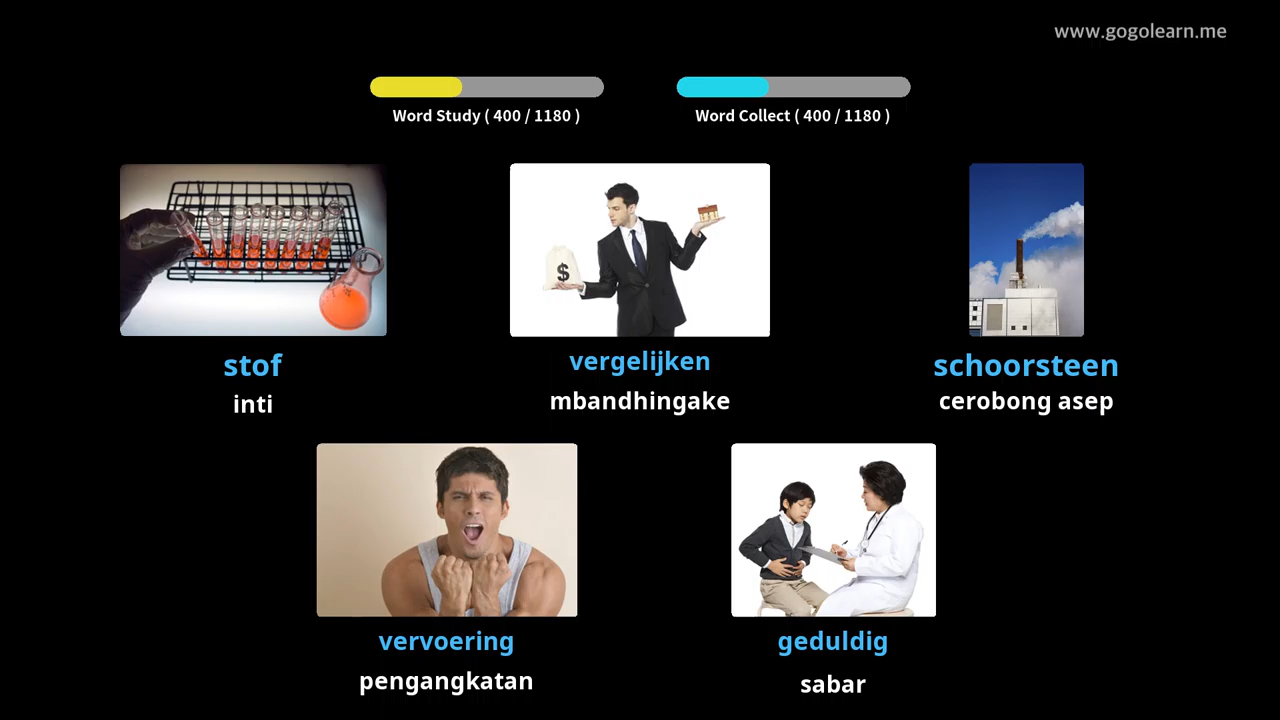 www.gogolearn.me
Word Study ( 400 / 1180 )
Word Collect ( 400 / 1180 )
$
stof
inti
vergelijken
mbandhingake
schoorsteen
cerobong asep
vervoering
pengangkatan
geduldig
sabar